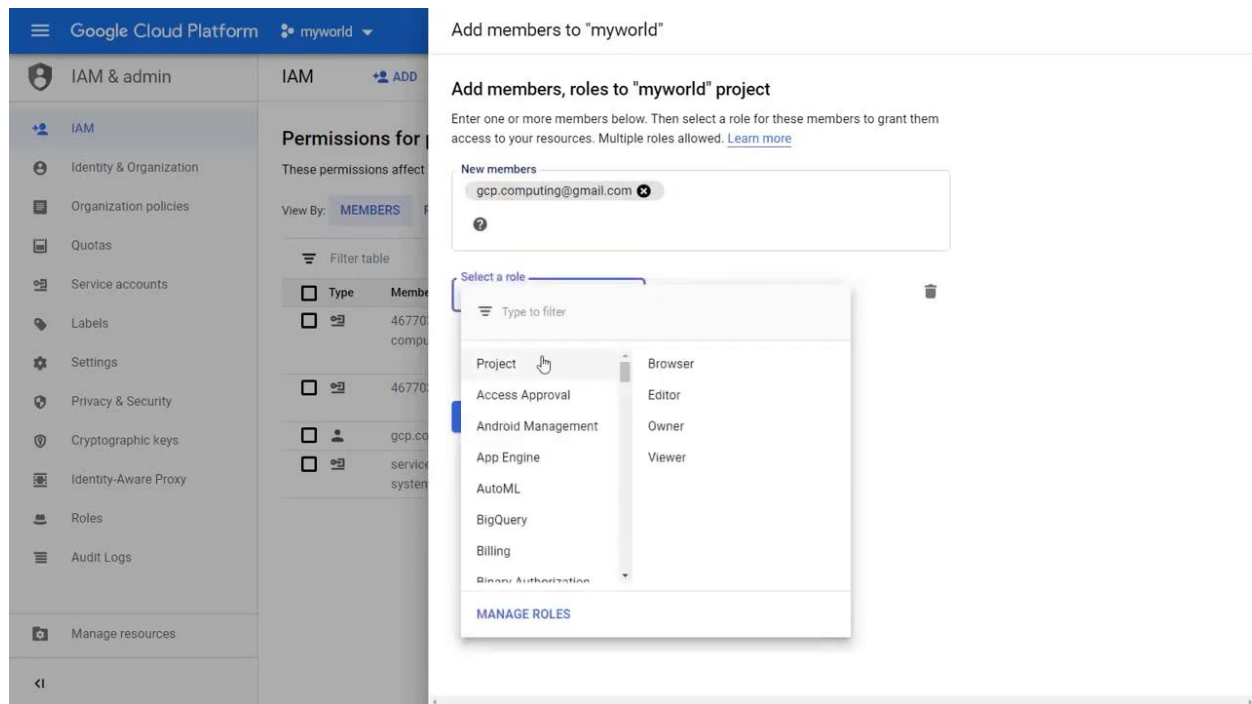 Google Cloud Platform
myworld
IAM & admin
IAM
Identity & Organization
Organization policies
Quotas
Service accounts
Labels
Settings
Privacy & Security
Cryptographic keys
Identity-Aware Proxy
Roles
Audit Logs
Manage resources
IAM
ADD
Permissions for
These permissions affect
View By: MEMBERS
Filter table
Type
gcp.co
Add members to "myworld"
Add members, roles to "myworld" project
Enter one or more members below. Then select a role for these members to grant them
access to your resources. Multiple roles allowed. Learn more
New members
gcp.computing@gmail.com
Select a role
Type to filter
Project
Access Approval
Android Management
App Engine
AutoML
BigQuery
Billing
Binary Authorization
Browser
Editor
Owner
Viewer
MANAGE ROLES